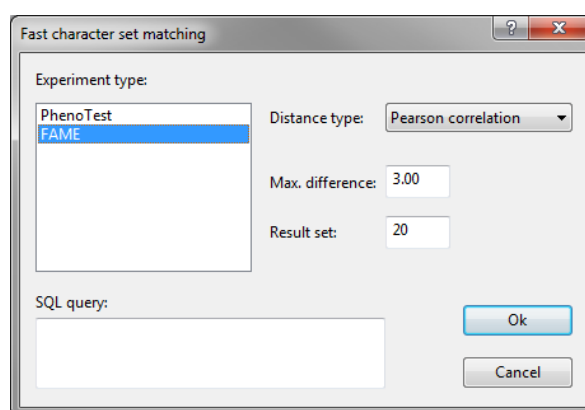 Fast character set matching
Experiment type:
PhenoTest
FAME
Distance type: Pearson correlation
Max. difference: 3.00
Result set: 20
SQL query:
Ok
Cancel